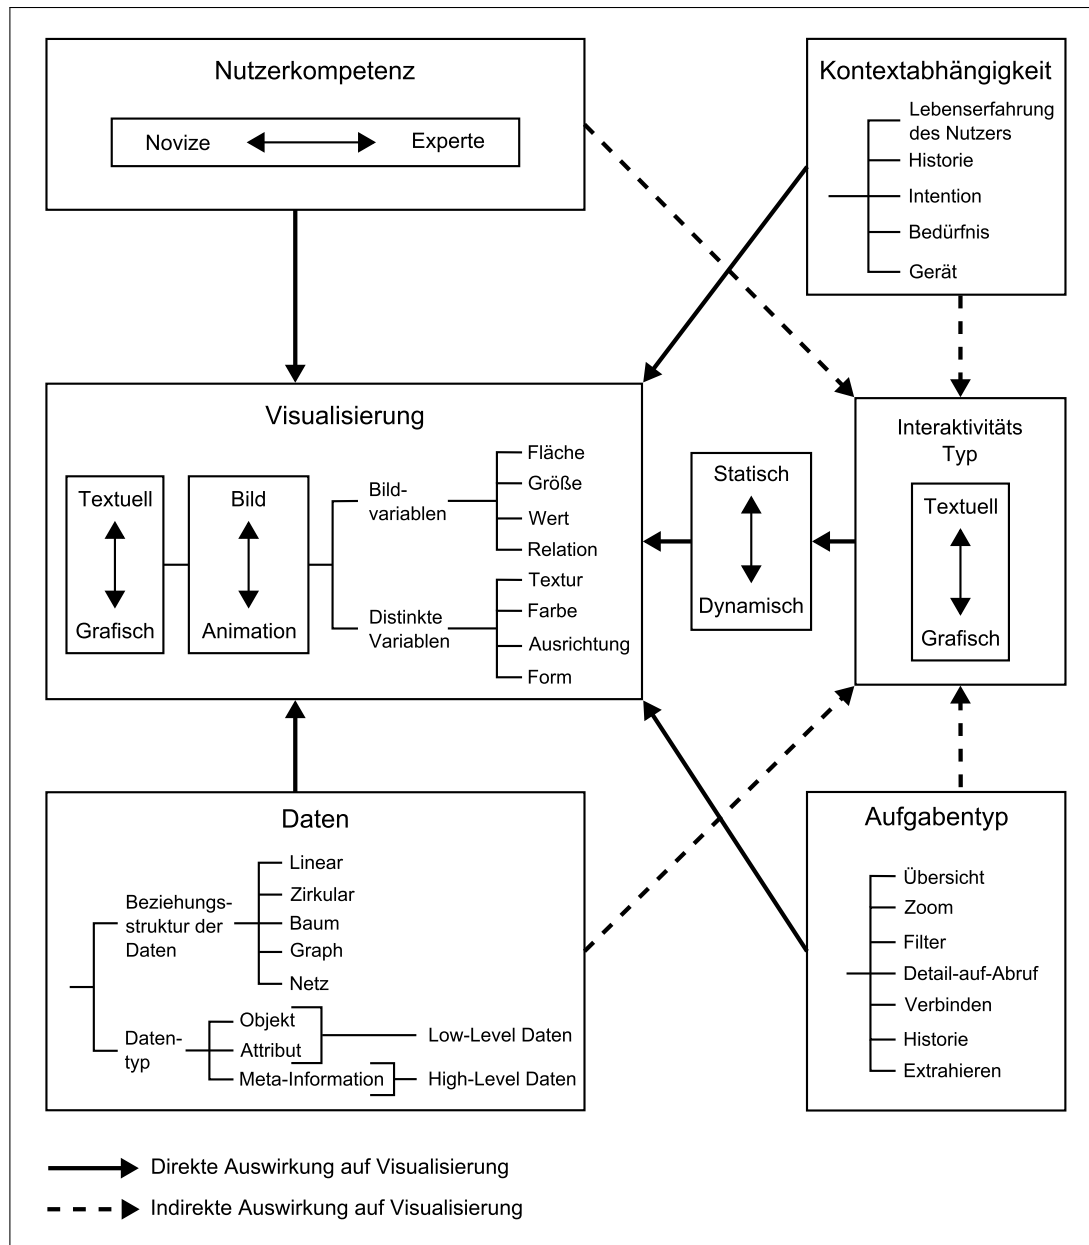 Nutzerkompetenz
Novize
Experte
Kontextabhängigkeit
Lebenserfahrung
des Nutzers
Historie
Intention
Bedürfnis
Gerät
Visualisierung
Textuell
Grafisch
Bild
Animation
Bild-
variablen
Fläche
Größe
Wert
Relation
Distinkte
Variablen
Textur
Farbe
Ausrichtung
Form
Statisch
Dynamisch
Interaktivitäts
Typ
Textuell
Grafisch
Daten
Beziehungs-
struktur der
Daten
Linear
Zirkular
Baum
Graph
Netz
Daten-
typ
Objekt
Attribut
Meta-Information
Low-Level Daten
High-Level Daten
Aufgabentyp
Übersicht
Zoom
Filter
Detail-auf-Abruf
Verbinden
Historie
Extrahieren
Direkte Auswirkung auf Visualisierung
Indirekte Auswirkung auf Visualisierung